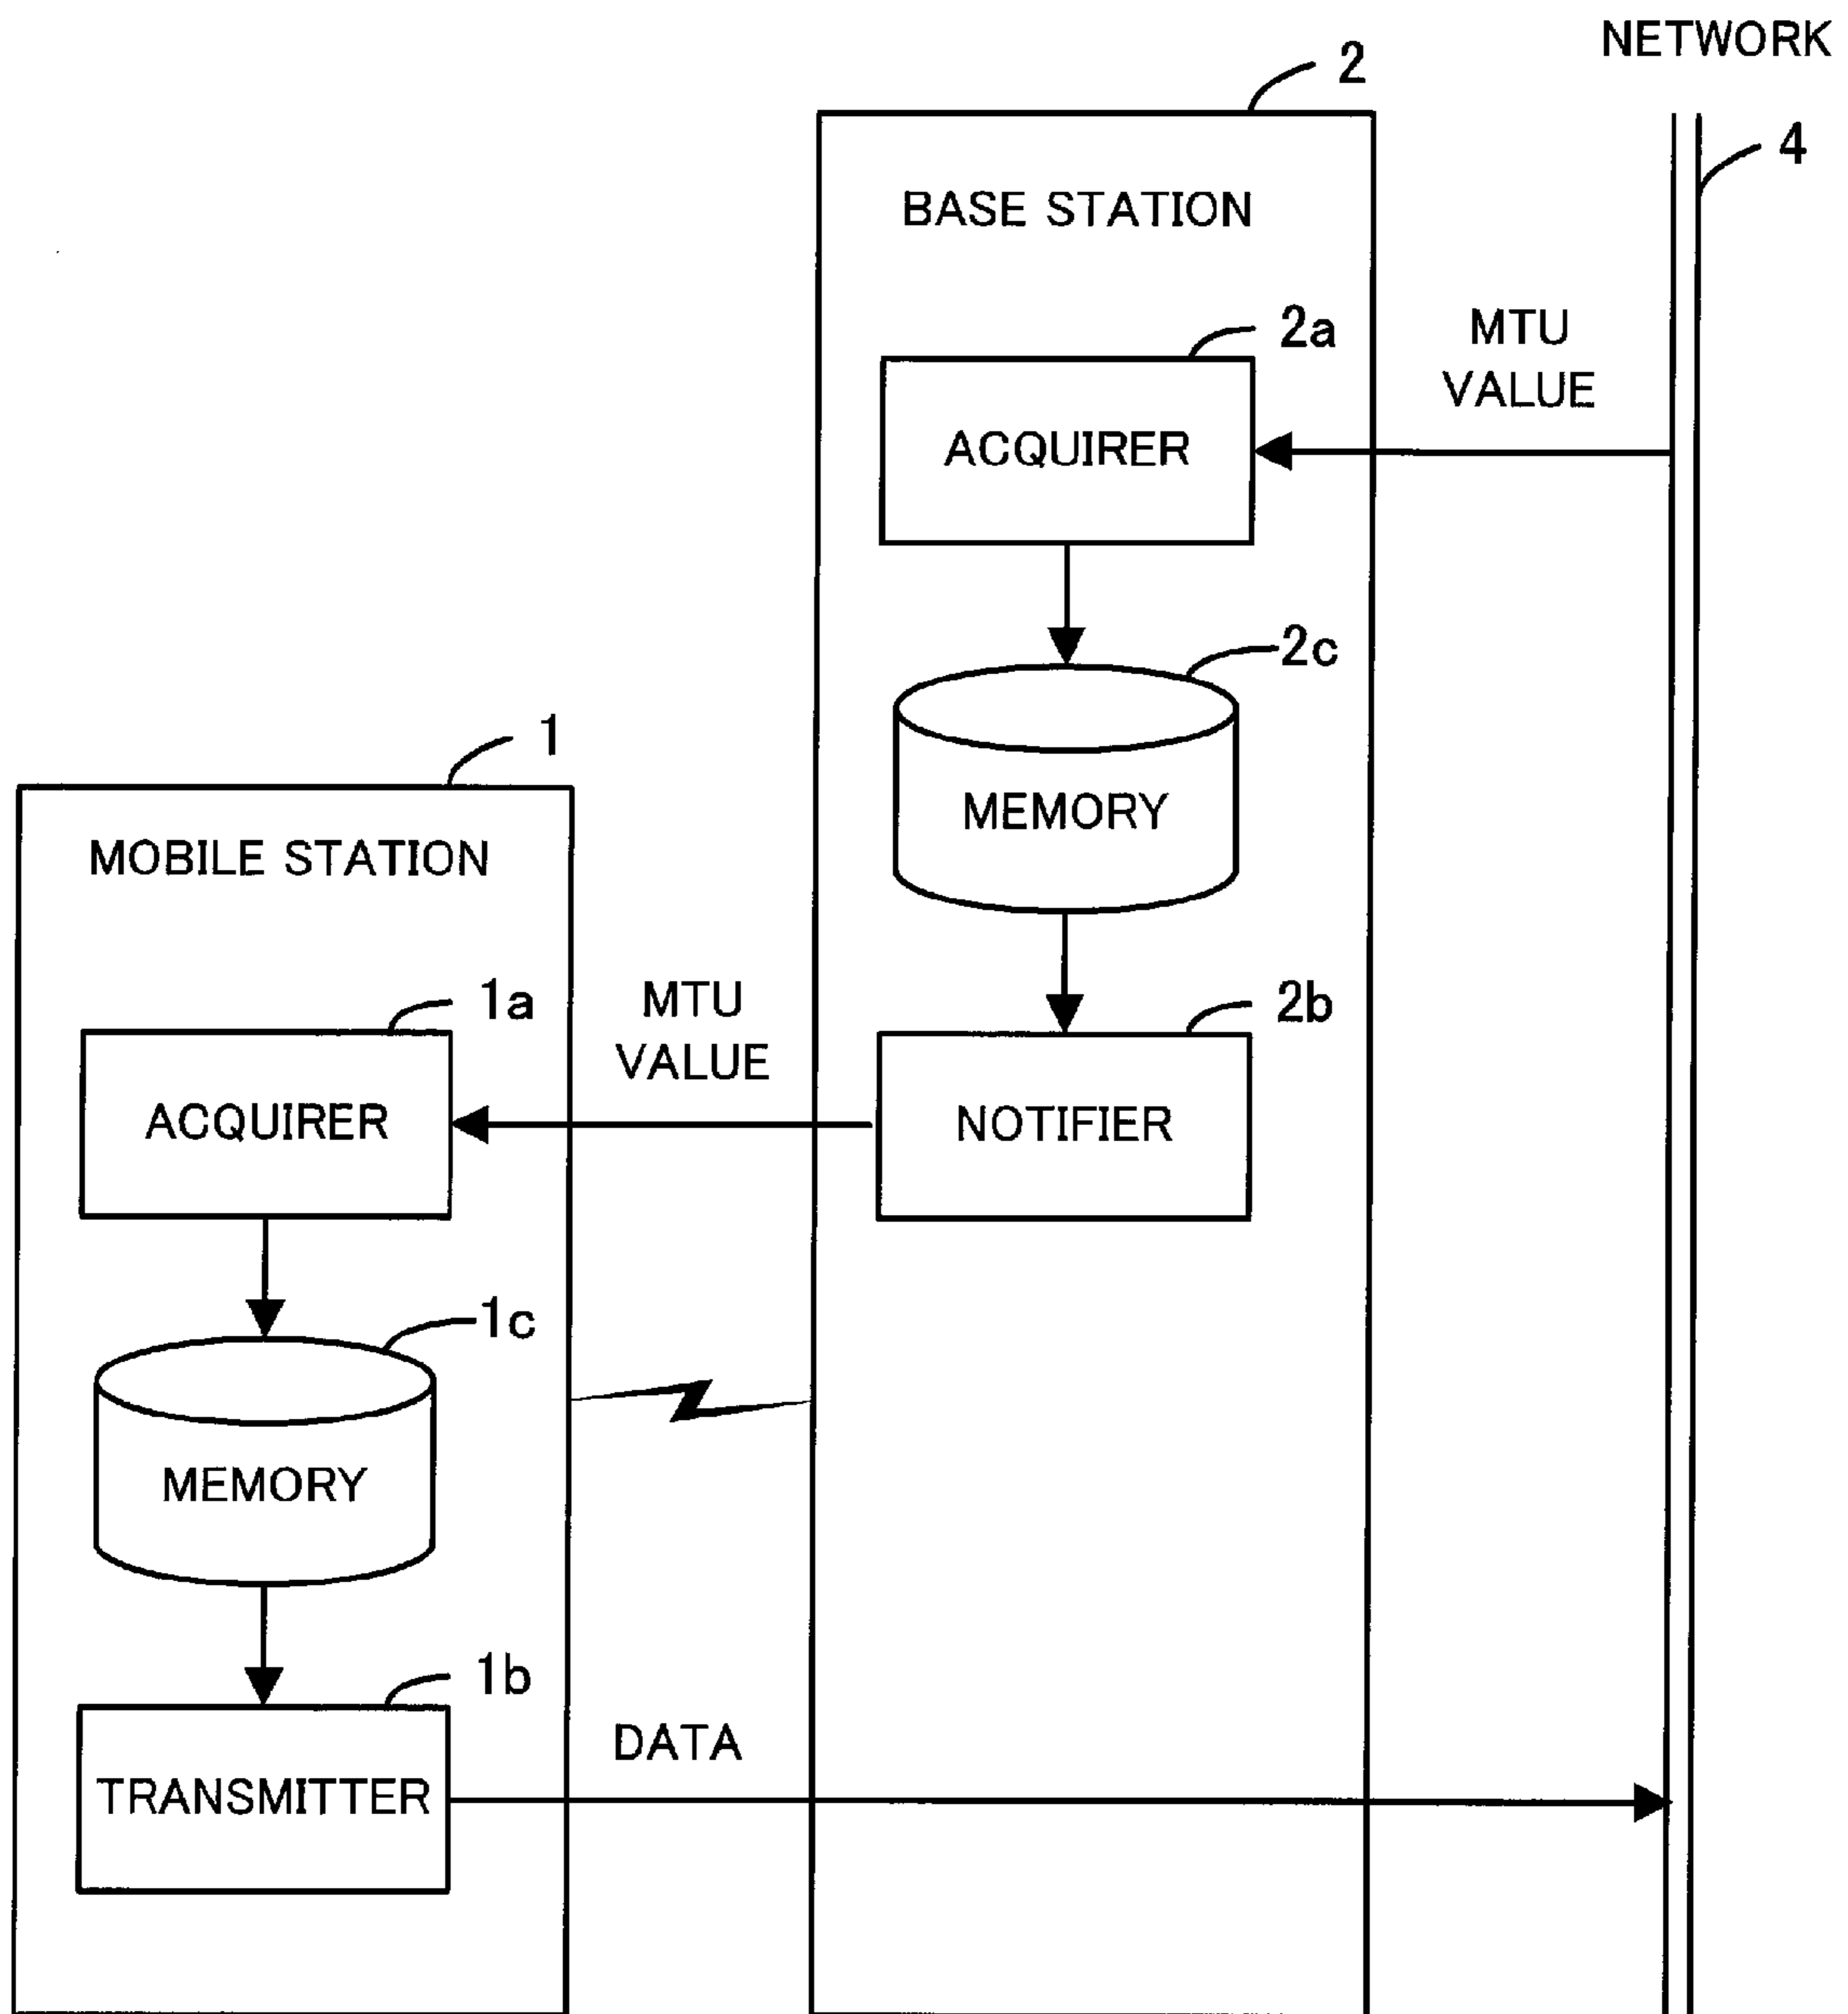 NETWORK
2
4
BASE STATION
2a
MTU
VALUE
ACQUIRER
2c
MEMORY
1
MOBILE STATION
1a
MTU
VALUE
2b
ACQUIRER
NOTIFIER
1c
MEMORY
1b
DATA
TRANSMITTER